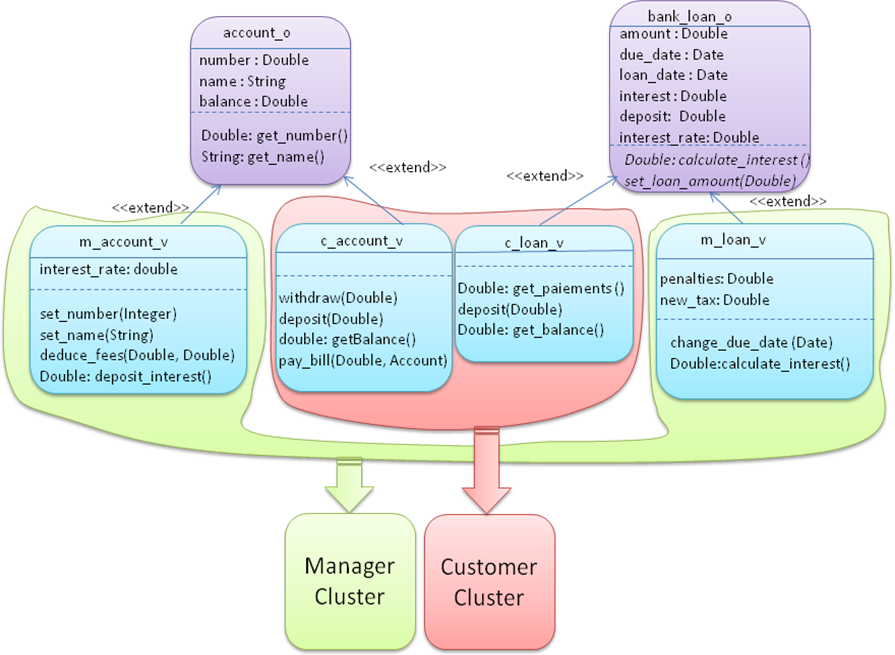 account_o
number : Double
name : String
balance : Double
Double: get_number()
String: get_name()
bank_loan_o
amount : Double
due_date : Date
loan_date : Date
interest : Double
deposit: Double
interest_rate: Double
Double: calculate_interest ()
set_loan_amount(Double)
<<extend>>
<<extend>>
<<extend>>
<<extend>>
m_account_v
interest_rate: double
set_number(Integer)
set_name(String)
deduce_fees(Double, Double)
Double: deposit_interest()
c_account_v
withdraw(Double)
deposit(Double)
double: getBalance()
pay_bill(Double, Account)
c_loan_v
Double: get_paiements ()
deposit(Double)
Double: get_balance()
m_loan_v
penalties: Double
new_tax: Double
change_due_date (Date)
Double:calculate_interest()
Manager
Cluster
Customer
Cluster